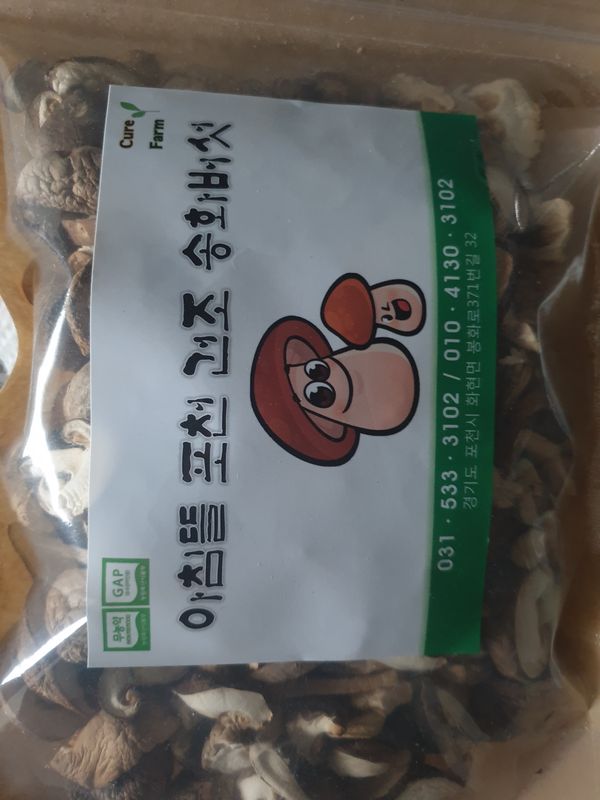 Cure
Farm
GAP
무농약
아침뜰 포천 건조 송화버섯
031 · 533 · 3102 / 010 · 4130 · 3102
경기도 포천시 화현면 봉화로371번길 32